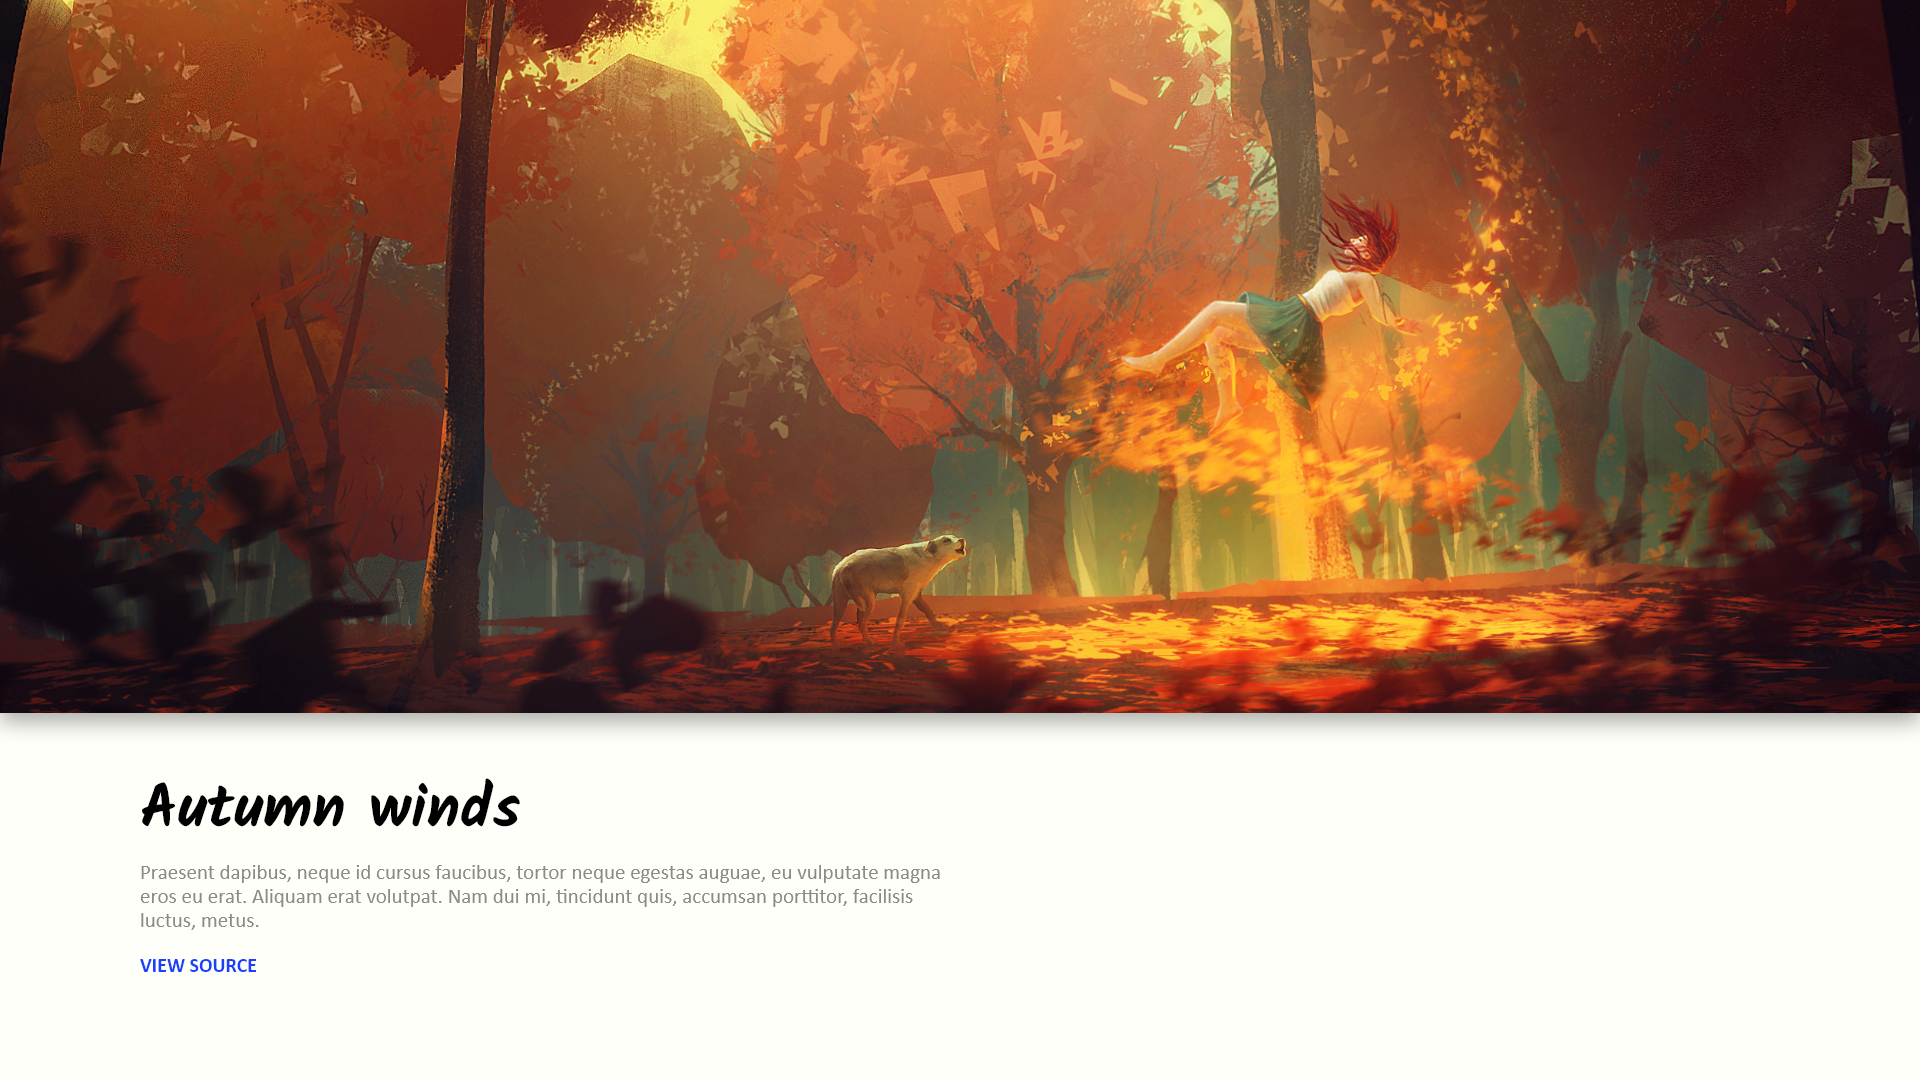 Autumn winds
Praesent dapibus, neque id cursus faucibus, tortor neque egestas auguae, eu vulputate magna
eros eu erat. Aliquam erat volutpat. Nam dui mi, tincidunt quis, accumsan porttitor, facilisis
luctus, metus.
VIEW SOURCE